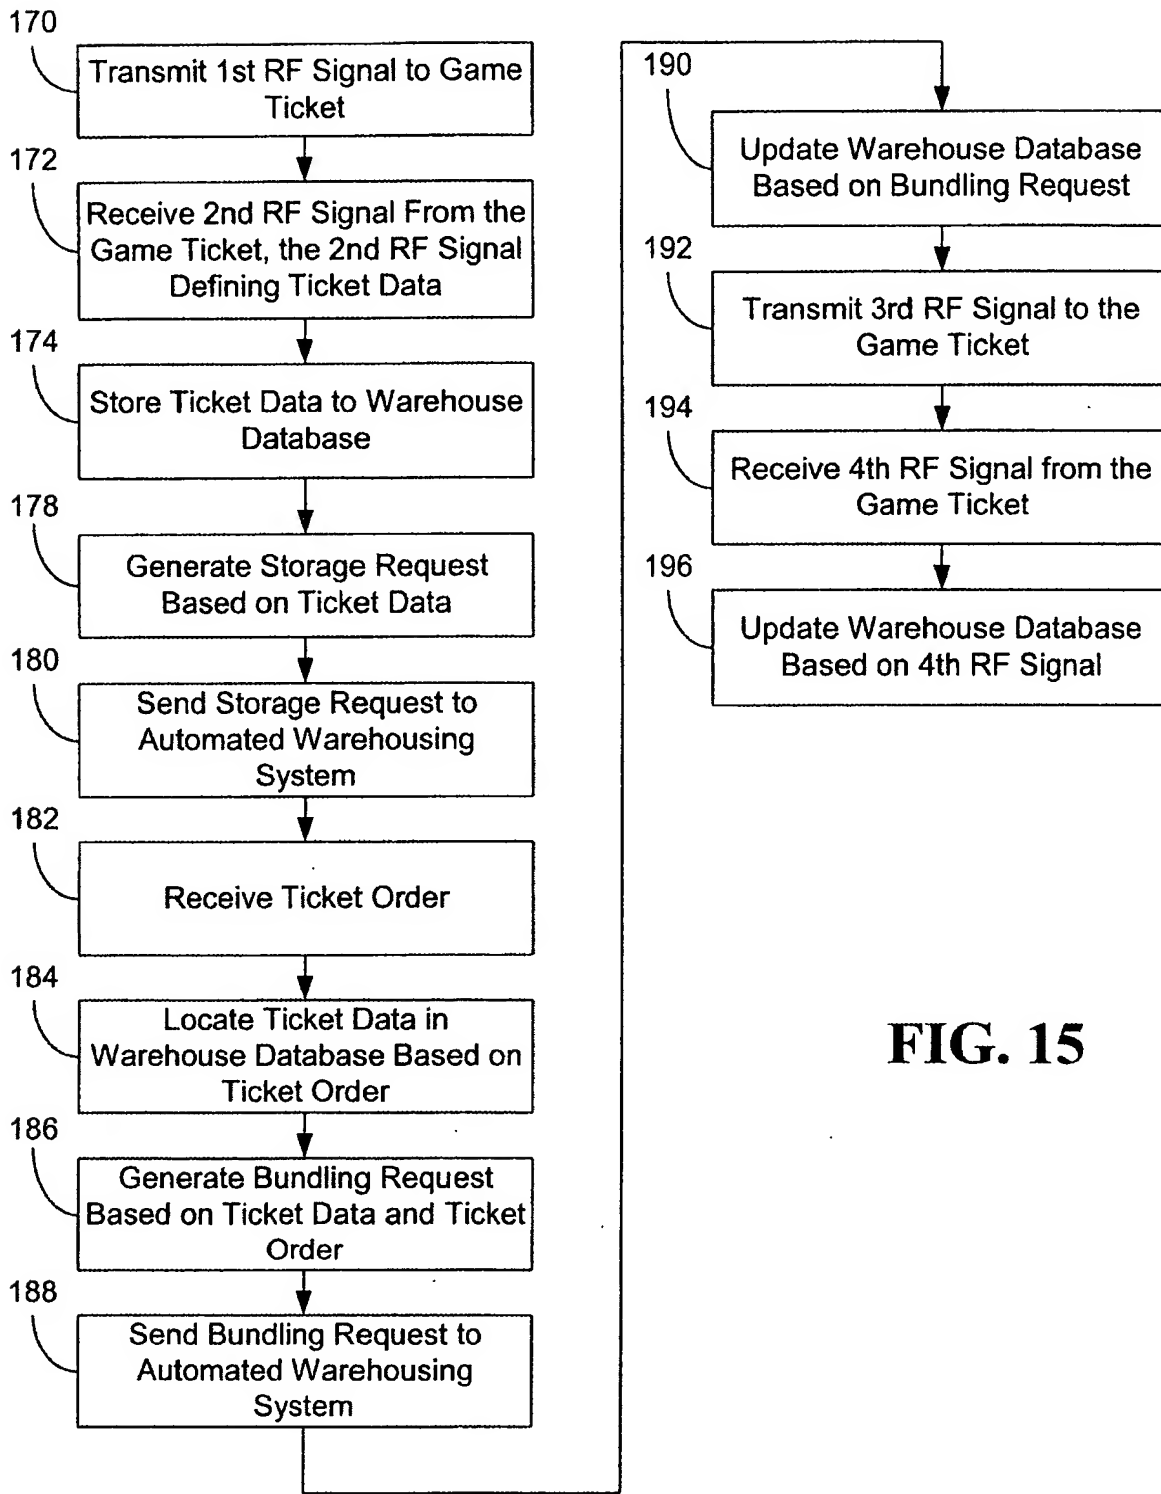 170
Transmit 1st RF Signal to Game
Ticket
172
Receive 2nd RF Signal From the
Game Ticket, the 2nd RF Signal
Defining Ticket Data
174
Store Ticket Data to Warehouse
Database
178
Generate Storage Request
Based on Ticket Data
180
Send Storage Request to
Automated Warehousing
System
182
Receive Ticket Order
184
Locate Ticket Data in
Warehouse Database Based on
Ticket Order
186
Generate Bundling Request
Based on Ticket Data and Ticket
Order
188
Send Bundling Request to
Automated Warehousing
System
190
Update Warehouse Database
Based on Bundling Request
192
Transmit 3rd RF Signal to the
Game Ticket
194
Receive 4th RF Signal from the
Game Ticket
196
Update Warehouse Database
Based on 4th RF Signal
FIG. 15